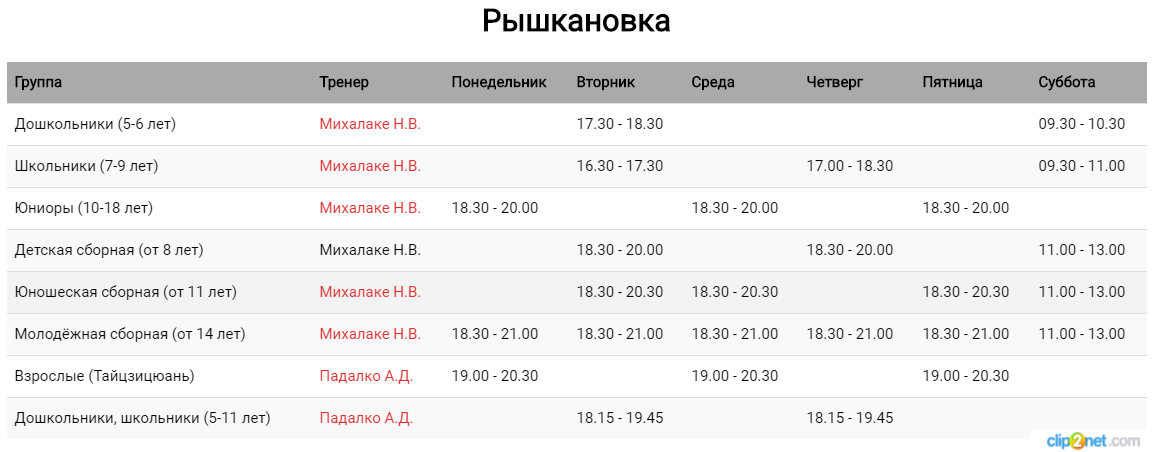 Рышкановка
Группа Тренер Понедельник Вторник Среда Четверг Пятница Суббота
Дошкольники (5-6 лет) Михалаке Н.В. 17.30 - 18.30 09.30 - 10.30
Школьники (7-9 лет) Михалаке Н.В. 16.30 - 17.30 17.00 - 18.30 09.30 - 11.00
Юниоры (10-18 лет) Михалаке Н.В. 18.30 - 20.00 18.30 - 20.00 18.30 - 20.00
Детская сборная (от 8 лет) Михалаке Н.В. 18.30 - 20.00 18.30 - 20.00 11.00 - 13.00
Юношеская сборная (от 11 лет) Михалаке Н.В. 18.30 - 20.30 18.30 - 20.30 18.30 - 20.30 11.00 - 13.00
Молодёжная сборная (от 14 лет) Михалаке Н.В. 18.30 - 21.00 18.30 - 21.00 18.30 - 21.00 18.30 - 21.00 18.30 - 21.00 11.00 - 13.00
Взрослые (Тайцзицюань) Падалко А.Д. 19.00 - 20.30 19.00 - 20.30 19.00 - 20.30
Дошкольники, школьники (5-11 лет) Падалко А.Д. 18.15 - 19.45 18.15 - 19.45
clip2net.com